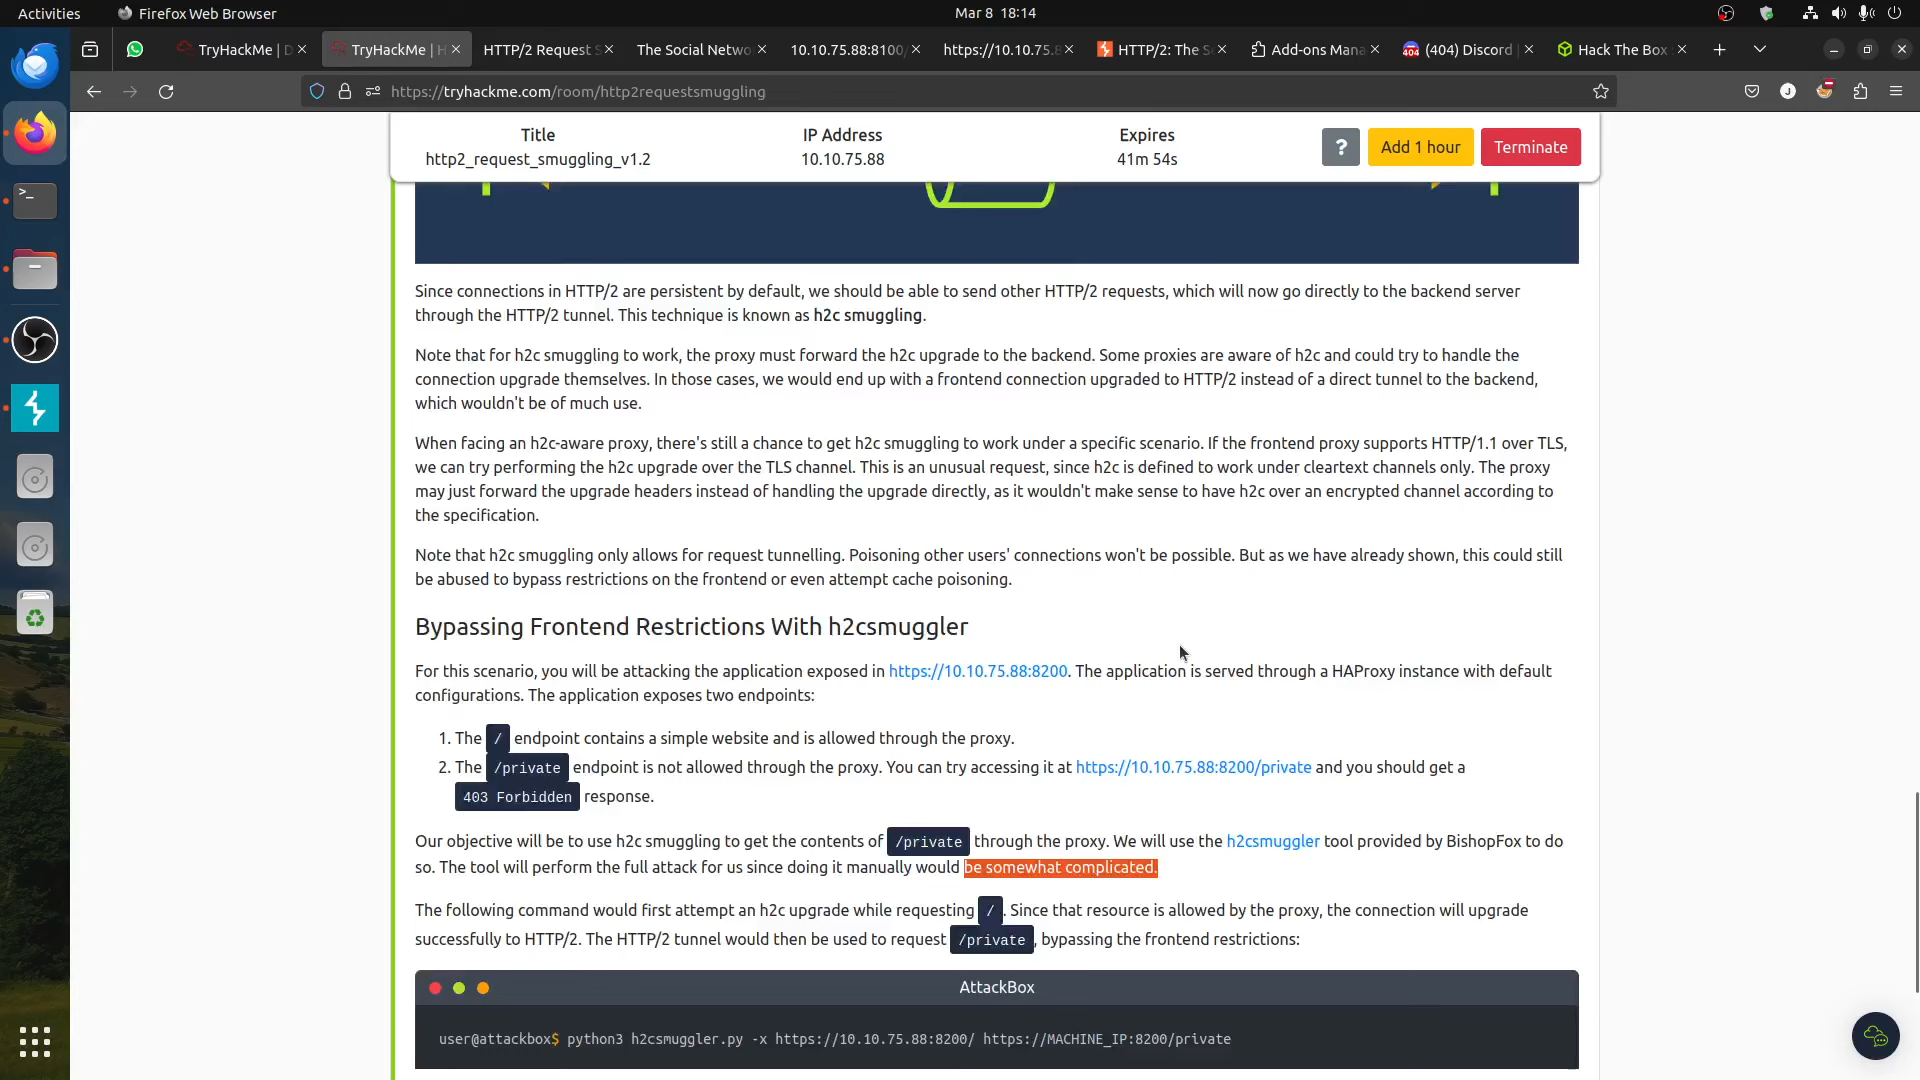 Activities
Firefox Web Browser
Mar 8 18:14
TryHackMe | D
TryHackMe | H
HTTP/2 Request S
The Social Netwo
10.10.75.88:8100/
https://10.10.75.8
HTTP/2: The S
Add-ons Mana
(404) Discord |
Hack The Box
https://tryhackme.com/room/http2requestsmuggling
Title
IP Address
Expires
http2_request_smuggling_v1.2
10.10.75.88
41m 54s
?
Add 1 hour
Terminate
Since connections in HTTP/2 are persistent by default, we should be able to send other HTTP/2 requests, which will now go directly to the backend server
through the HTTP/2 tunnel. This technique is known as h2c smuggling.
Note that for h2c smuggling to work, the proxy must forward the h2c upgrade to the backend. Some proxies are aware of h2c and could try to handle the
connection upgrade themselves. In those cases, we would end up with a frontend connection upgraded to HTTP/2 instead of a direct tunnel to the backend,
which wouldn't be of much use.
When facing an h2c-aware proxy, there's still a chance to get h2c smuggling to work under a specific scenario. If the frontend proxy supports HTTP/1.1 over TLS,
we can try performing the h2c upgrade over the TLS channel. This is an unusual request, since h2c is defined to work under cleartext channels only. The proxy
may just forward the upgrade headers instead of handling the upgrade directly, as it wouldn't make sense to have h2c over an encrypted channel according to
the specification.
Note that h2c smuggling only allows for request tunnelling. Poisoning other users' connections won't be possible. But as we have already shown, this could still
be abused to bypass restrictions on the frontend or even attempt cache poisoning.
Bypassing Frontend Restrictions With h2csmuggler
For this scenario, you will be attacking the application exposed in https://10.10.75.88:8200. The application is served through a HAProxy instance with default
configurations. The application exposes two endpoints:
1. The / endpoint contains a simple website and is allowed through the proxy.
2. The /private endpoint is not allowed through the proxy. You can try accessing it at https://10.10.75.88:8200/private and you should get a
403 Forbidden response.
Our objective will be to use h2c smuggling to get the contents of /private through the proxy. We will use the h2csmuggler tool provided by BishopFox to do
so. The tool will perform the full attack for us since doing it manually would be somewhat complicated.
The following command would first attempt an h2c upgrade while requesting /. Since that resource is allowed by the proxy, the connection will upgrade
successfully to HTTP/2. The HTTP/2 tunnel would then be used to request /private, bypassing the frontend restrictions:
AttackBox
user@attackbox$ python3 h2csmuggler.py -x https://10.10.75.88:8200/ https://MACHINE_IP:8200/private